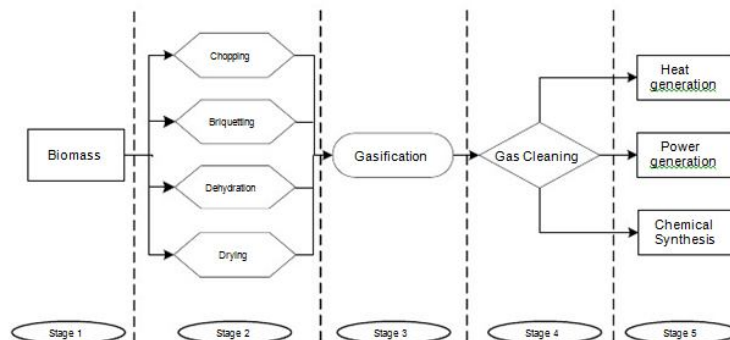 Chopping
Briquetting
Dehydration
Drying
Biomass
Gasification
Gas Cleaning
Heat
generation
Power
generation
Chemical
Synthesis
Stage 1
Stage 2
Stage 3
Stage 4
Stage 5